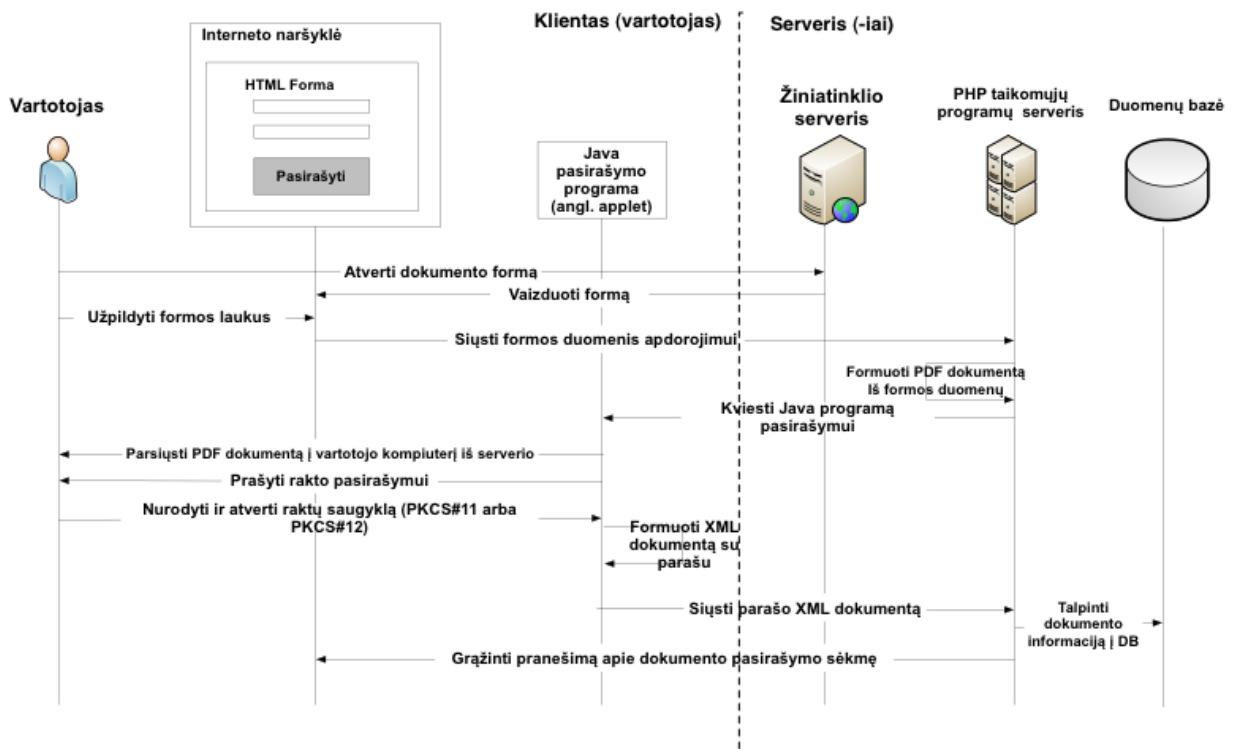 Klientas (vartotojas)
Serveris (-iai)
Interneto naršyklė
HTML Forma
Pasirašyti
Vartotojas
Java
pasirašymo
programa
(angl. applet)
Žiniatinklio
serveris
PHP taikomųjų
programų serveris
Duomenų bazė
Atverti dokumento formą
Vaizduoti formą
Užpildyti formos laukus
Siųsti formos duomenis apdorojimui
Formuoti PDF dokumentą
Iš formos duomenų
Kviesti Java programą
pasirašymui
Parsiųsti PDF dokumentą į vartotojo kompiuterį iš serverio
Prašyti rakto pasirašymui
Nurodyti ir atverti raktų saugyklą (PKCS#11 arba
PKCS#12)
Formuoti XML
dokumentą su
parašu
Siųsti parašo XML dokumentą
Talpinti
dokumento
informaciją į DB
Grąžinti pranešimą apie dokumento pasirašymo sėkmę